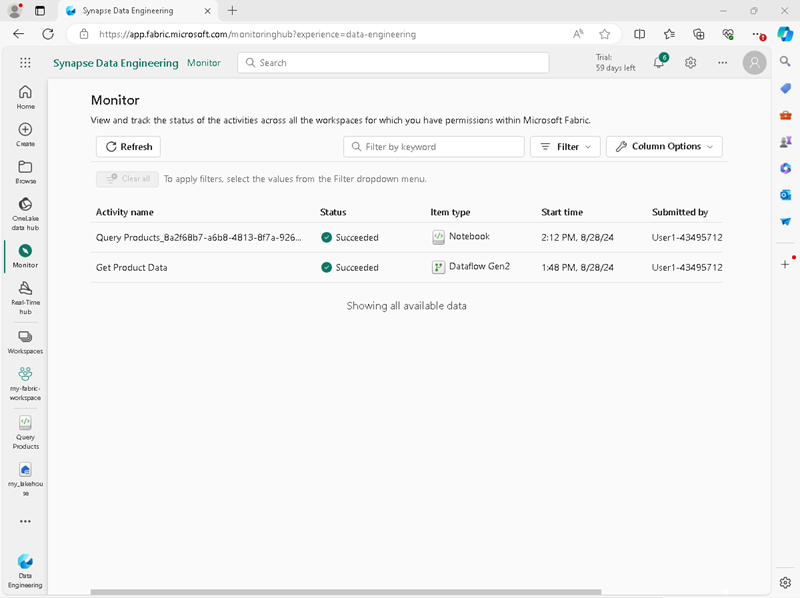 Synapse Data Engineering
https://app.fabric.microsoft.com/monitoringhub?experience=data-engineering
Synapse Data Engineering Monitor
Search
Trial:
59 days left
6
Home
Create
Browse
OneLake
data hub
Monitor
Real-Time
hub
Workspaces
my-fabric-
workspace
Query
Products
my_lakehou
se
Data
Engineering
Monitor
View and track the status of the activities across all the workspaces for which you have permissions within Microsoft Fabric.
Refresh
Filter by keyword
Filter
Column Options
Clear all
To apply filters, select the values from the Filter dropdown menu.
Activity name Status Item type Start time Submitted by
Query Products_8a2f68b7-a6b8-4813-8f7a-926... Succeeded Notebook 2:12 PM, 8/28/24 User1-43495712
Get Product Data Succeeded Dataflow Gen2 1:48 PM, 8/28/24 User1-43495712
Showing all available data